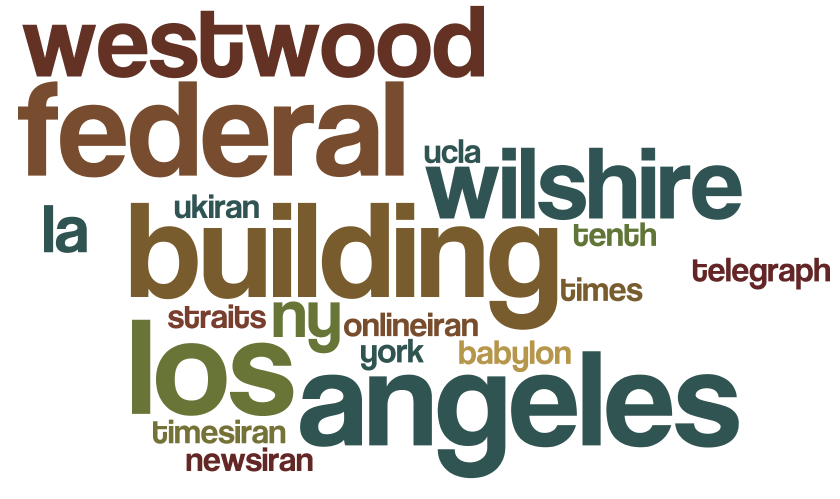 westwood
federal
ucla
wilshire
la
ukiran
building
tenth
telegraph
times
straits
ny
onlineiran
york
babylon
los
angeles
timesiran
newsiran